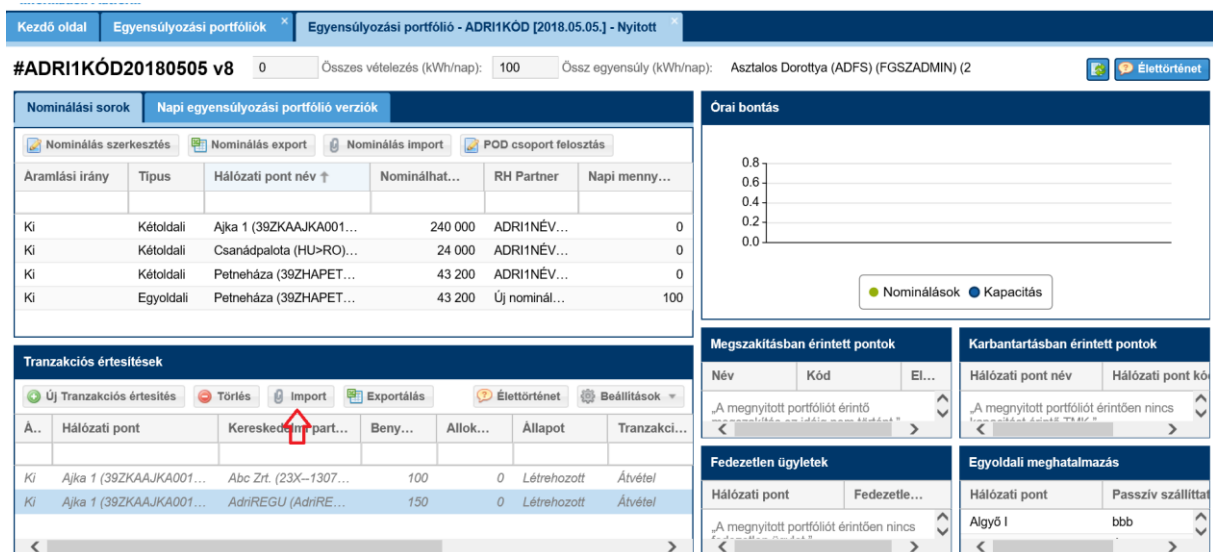 Kezdő oldal
Egyensúlyozási portfóliók
Egyensúlyozási portfólió - ADRI1KÓD [2018.05.05.] - Nyitott
#ADRI1KÓD20180505 v8
0
Összes vételezés (kWh/nap):
100
Össz egyensúly (kWh/nap):
Asztalos Dorottya (ADFS) (FGSZADMIN) (2
Élettörténet
Nominálási sorok
Napi egyensúlyozási portfólió verziók
Nominálás szerkesztés
Nominálás export
Nominálás import
POD csoport felosztás
Áramlási irány Típus Hálózati pont név Nominálhat... RH Partner Napi menny...
Ki Kétoldali Ajka 1 (39ZKAAJKA001... 240 000 ADRI1NÉV... 0
Ki Kétoldali Csanádpalota (HU>RO)... 24 000 ADRI1NÉV... 0
Ki Kétoldali Petneháza (39ZHAPET... 43 200 ADRI1NÉV... 0
Ki Egyoldali Petneháza (39ZHAPET... 43 200 Új nominál... 100
Órai bontás
0.8
0.6
0.4
0.2
0.0
Nominálások
Kapacitás
Tranzakciós értesítések
Új Tranzakciós értesítés
Törlés
Import
Exportálás
Élettörténet
Beállítások
Á.. Hálózati pont Kereskedelmi part... Beny... Allok... Állapot Tranzakci...
Ki Ajka 1 (39ZKAAJKA001... Abc Zrt. (23X--1307... 100 0 Létrehozott Átvétel
Ki Ajka 1 (39ZKAAJKA001... AdriREGU (AdriRE... 150 0 Létrehozott Átvétel
Megszakításban érintett pontok
Név Kód El...
„A megnyitott portfóliót érintő
Karbantartásban érintett pontok
Hálózati pont név Hálózati pont kó
„A megnyitott portfóliót érintően nincs
Fedezetlen ügyletek
Hálózati pont Fedezetle...
„A megnyitott portfóliót érintően nincs
Egyoldali meghatalmazás
Hálózati pont Passzív szállíttat
Algyő I bbb